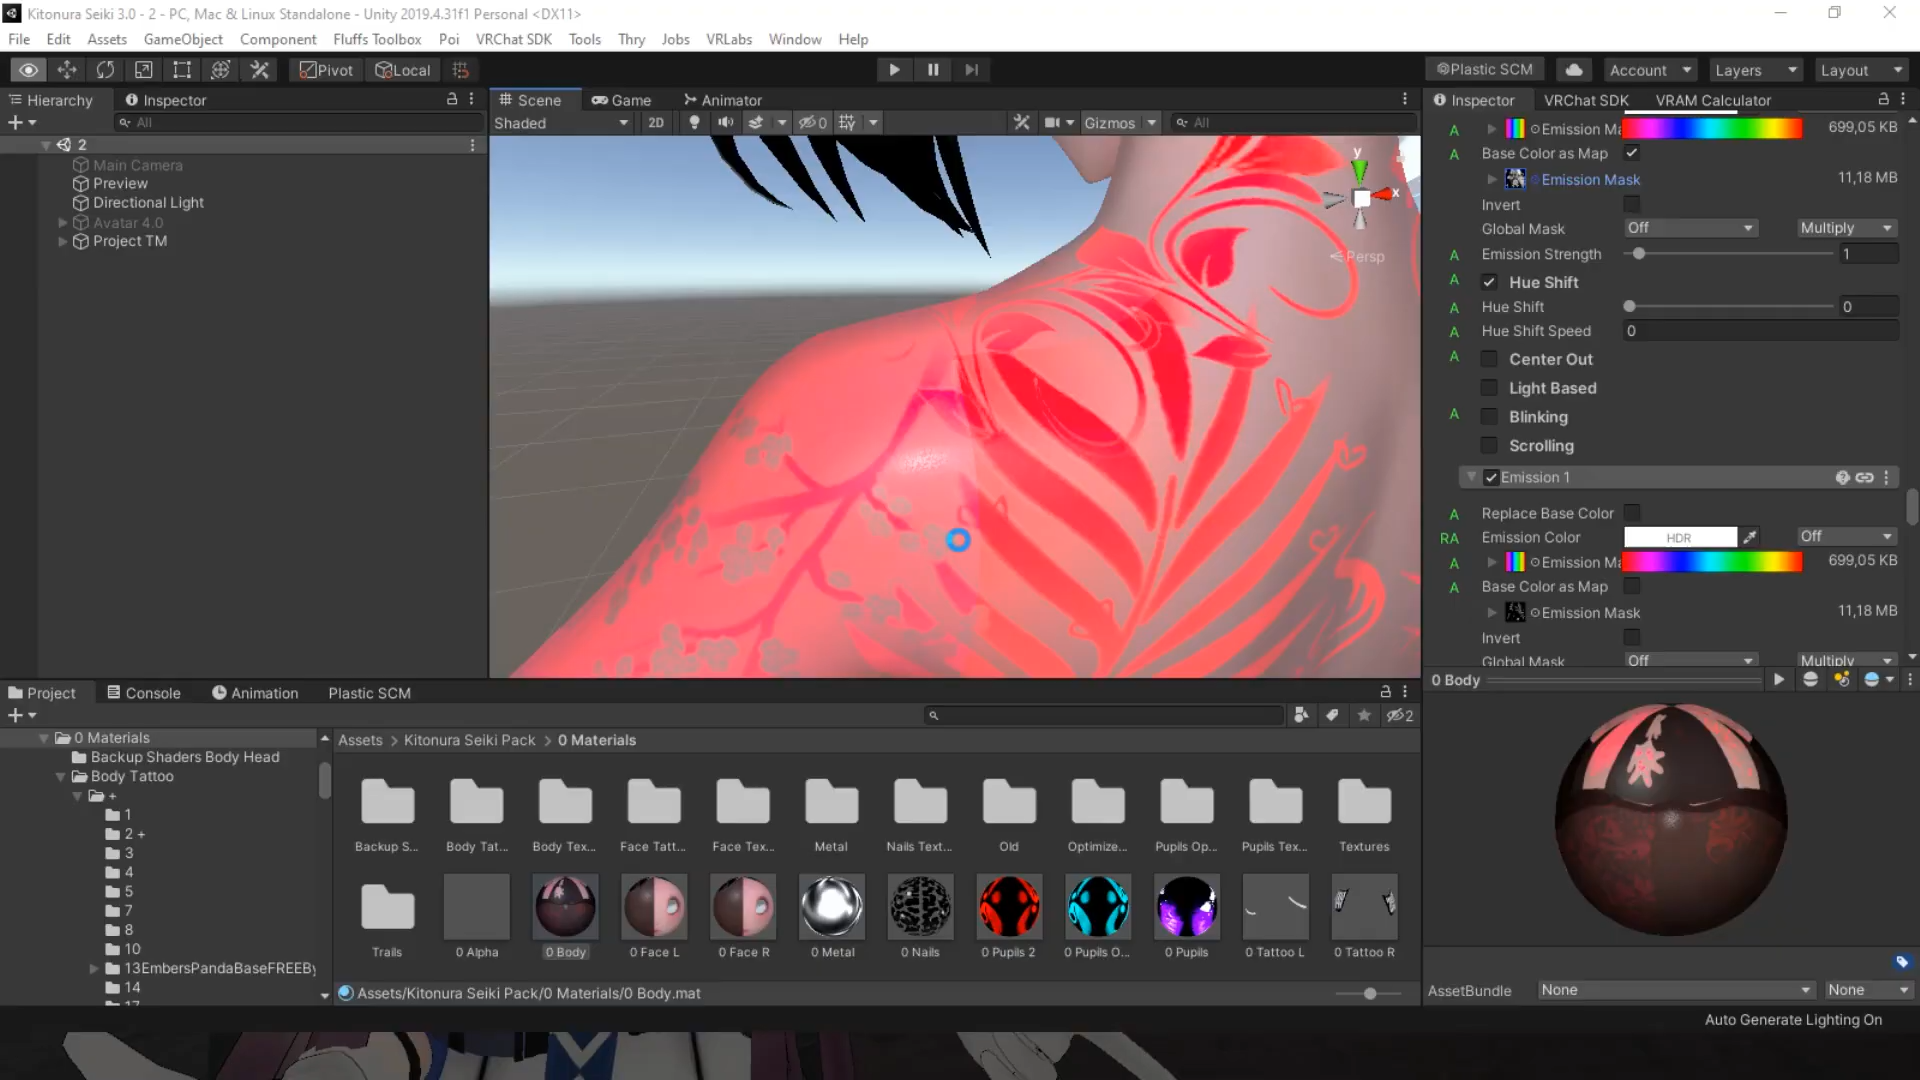 Kitonura Seiki 3.0 - 2 - PC, Mac & Linux Standalone - Unity 2019.4.31f1 Personal <DX11>
File Edit Assets GameObject Component Fluffs Toolbox Poi VRChat SDK Tools Thry Jobs VRLabs Window Help
Pivot Local Plastic SCM Account Layers Layout
Hierarchy Inspector
All
2
Main Camera
Preview
Directional Light
Avatar 4.0
Project TM
Scene Game Animator
Shaded 2D 0 Gizmos All
y
x
Persp
Inspector VRChat SDK VRAM Calculator
A Emission Ma 699,05 KB
A Base Color as Map
Emission Mask 11,18 MB
Invert
Global Mask Off Multiply
A Emission Strength 1
A Hue Shift
A Hue Shift 0
A Hue Shift Speed 0
A Center Out
Light Based
A Blinking
Scrolling
Emission 1
A Replace Base Color
RA Emission Color HDR Off
A Emission Ma 699,05 KB
A Base Color as Map
Emission Mask 11,18 MB
Invert
Global Mask Off Multiply
0 Body
Project Console Animation Plastic SCM
2
0 Materials
Backup Shaders Body Head
Body Tattoo
+
1
2 +
3
4
5
7
8
10
13EmbersPandaBaseFREEBy
14
17
Assets > Kitonura Seiki Pack > 0 Materials
Backup S... Body Tat... Body Tex... Face Tatt... Face Tex... Metal Nails Text... Old Optimize... Pupils Op... Pupils Tex... Textures
Trails 0 Alpha 0 Body 0 Face L 0 Face R 0 Metal 0 Nails 0 Pupils 2 0 Pupils O... 0 Pupils 0 Tattoo L 0 Tattoo R
Assets/Kitonura Seiki Pack/0 Materials/0 Body.mat
AssetBundle None None
Auto Generate Lighting On